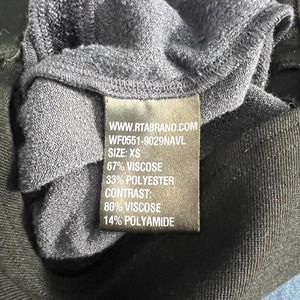 WWW.RTABRAND.COM
WF0551-9029NAVL
SIZE: XS
67% VISCOSE
33% POLYESTER
CONTRAST:
80% VISCOSE
14% POLYAMIDE